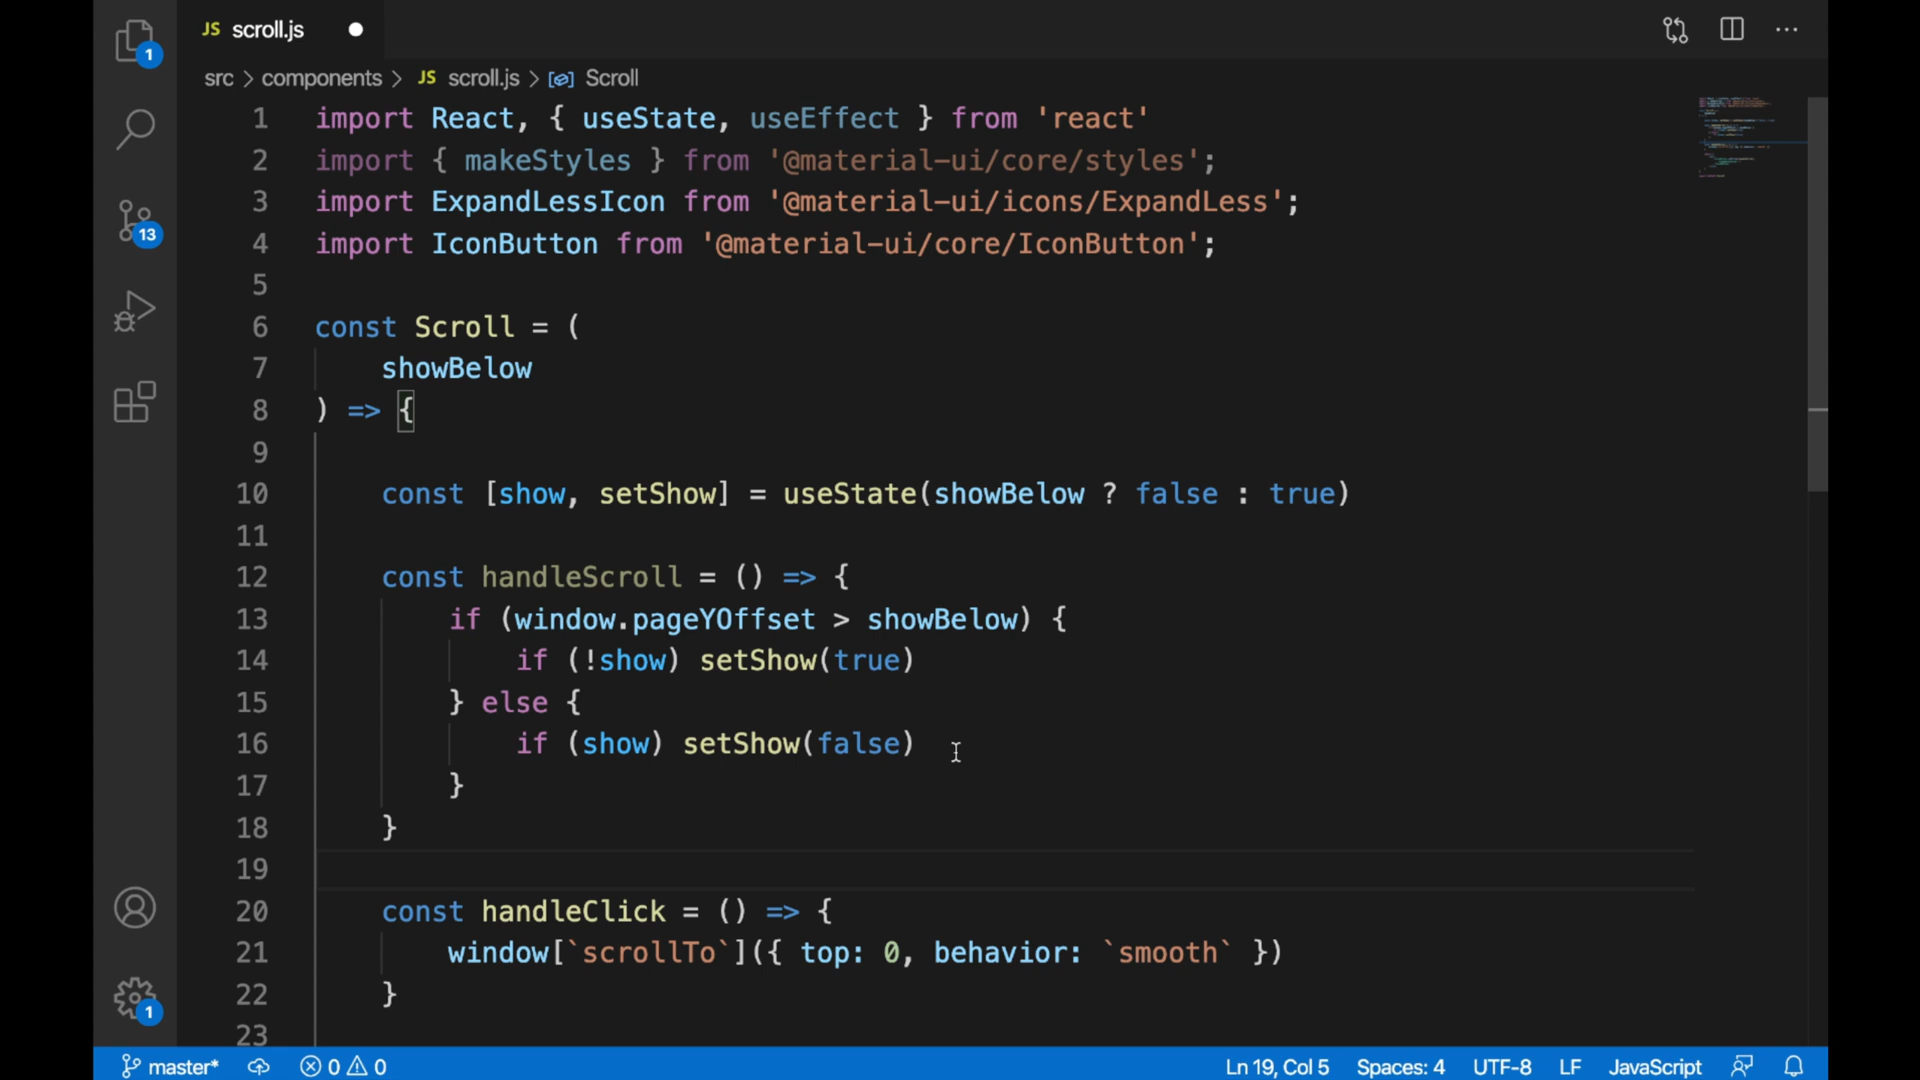 JS scroll.js
src > components > JS scroll.js > Scroll
1 import React, { useState, useEffect } from 'react'
2 import { makeStyles } from '@material-ui/core/styles';
3 import ExpandLessIcon from '@material-ui/icons/ExpandLess';
4 import IconButton from '@material-ui/core/IconButton';
5
6 const Scroll = (
7     showBelow
8 ) => {
9
10     const [show, setShow] = useState(showBelow ? false : true)
11
12     const handleScroll = () => {
13         if (window.pageYOffset > showBelow) {
14             if (!show) setShow(true)
15         } else {
16             if (show) setShow(false)
17         }
18     }
19
20     const handleClick = () => {
21         window[`scrollTo`]({ top: 0, behavior: `smooth` })
22     }
23
1
13
1
master* 0 0 Ln 19, Col 5 Spaces: 4 UTF-8 LF JavaScript